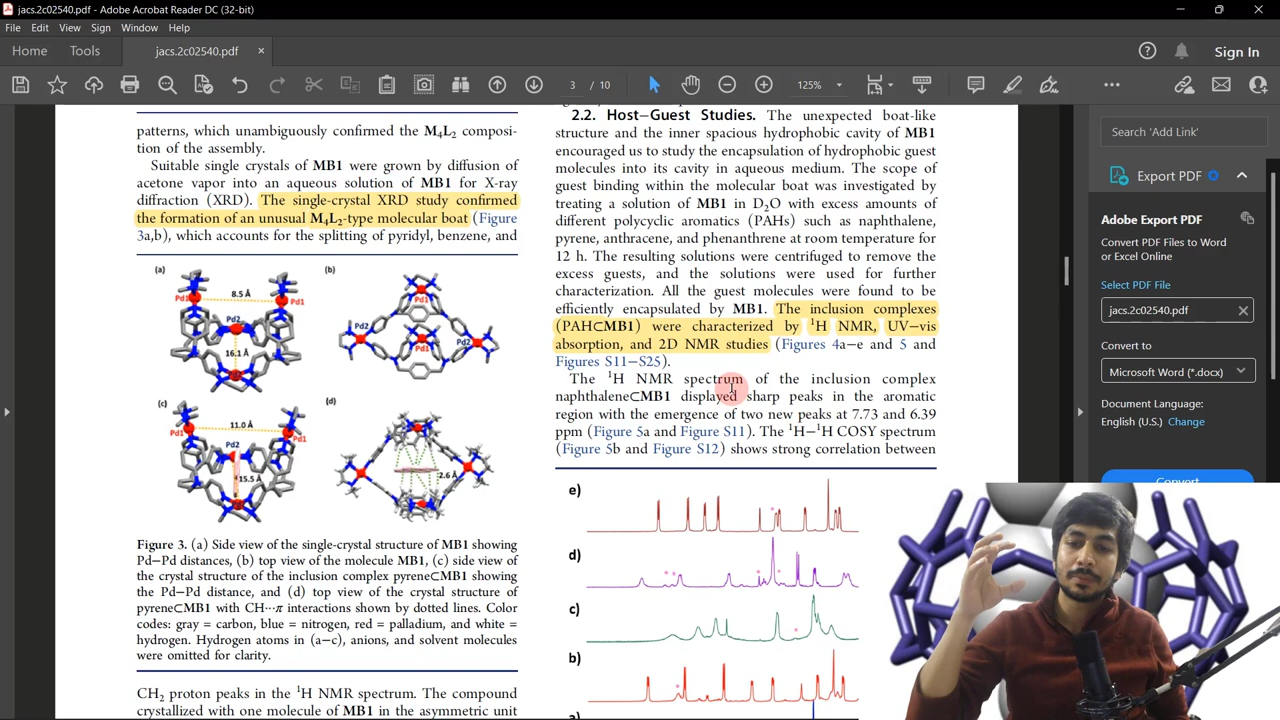 jacs.2c02540.pdf - Adobe Acrobat Reader DC (32-bit)
File Edit View Sign Window Help
Home Tools jacs.2c02540.pdf × Sign In
3 / 10 125%
patterns, which unambiguously confirmed the M4L2 composi-
tion of the assembly.
Suitable single crystals of MB1 were grown by diffusion of
acetone vapor into an aqueous solution of MB1 for X-ray
diffraction (XRD). The single-crystal XRD study confirmed
the formation of an unusual M4L2-type molecular boat (Figure
3a,b), which accounts for the splitting of pyridyl, benzene, and
(a)
(b)
Pd1 8.5 Å Pd1
Pd2
16.1 Å
Pd1
Pd2
Pd2
Pd1
(c)
(d)
11.0 Å
Pd1 Pd1
Pd2
15.5 Å
2.6 Å
Figure 3. (a) Side view of the single-crystal structure of MB1 showing
Pd−Pd distances, (b) top view of the molecule MB1, (c) side view of
the crystal structure of the inclusion complex pyrene⊂MB1 showing
the Pd−Pd distance, and (d) top view of the crystal structure of
pyrene⊂MB1 with CH···π interactions shown by dotted lines. Color
codes: gray = carbon, blue = nitrogen, red = palladium, and white =
hydrogen. Hydrogen atoms in (a−c), anions, and solvent molecules
were omitted for clarity.
CH2 proton peaks in the 1H NMR spectrum. The compound
crystallized with one molecule of MB1 in the asymmetric unit
2.2. Host−Guest Studies. The unexpected boat-like
structure and the inner spacious hydrophobic cavity of MB1
encouraged us to study the encapsulation of hydrophobic guest
molecules into its cavity in aqueous medium. The scope of
guest binding within the molecular boat was investigated by
treating a solution of MB1 in D2O with excess amounts of
different polycyclic aromatics (PAHs) such as naphthalene,
pyrene, anthracene, and phenanthrene at room temperature for
12 h. The resulting solutions were centrifuged to remove the
excess guests, and the solutions were used for further
characterization. All the guest molecules were found to be
efficiently encapsulated by MB1. The inclusion complexes
(PAH⊂MB1) were characterized by 1H NMR, UV−vis
absorption, and 2D NMR studies (Figures 4a−e and 5 and
Figures S11−S25).
The 1H NMR spectrum of the inclusion complex
naphthalene⊂MB1 displayed sharp peaks in the aromatic
region with the emergence of two new peaks at 7.73 and 6.39
ppm (Figure 5a and Figure S11). The 1H−1H COSY spectrum
(Figure 5b and Figure S12) shows strong correlation between
e)
d)
c)
b)
Search 'Add Link'
Export PDF
Adobe Export PDF
Convert PDF Files to Word
or Excel Online
Select PDF File
jacs.2c02540.pdf
Convert to
Microsoft Word (*.docx)
Document Language:
English (U.S.) Change
Convert